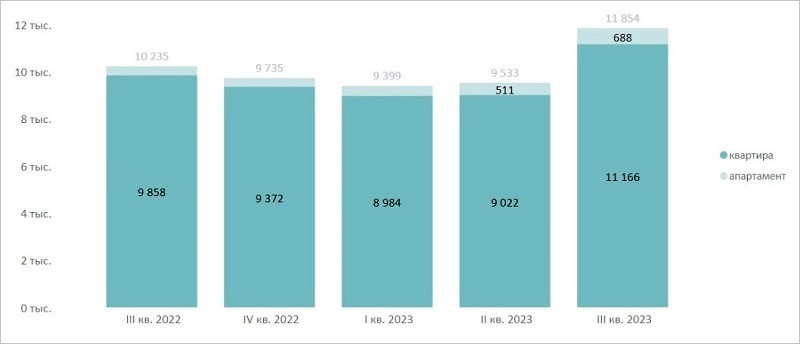 12 тыс.
10 тыс.
8 тыс.
6 тыс.
4 тыс.
2 тыс.
0 тыс.
10 235
9 735
9 399
9 533
11 854
511
688
9 858
9 372
8 984
9 022
11 166
III кв. 2022
IV кв. 2022
I кв. 2023
II кв. 2023
III кв. 2023
квартира
апартамент